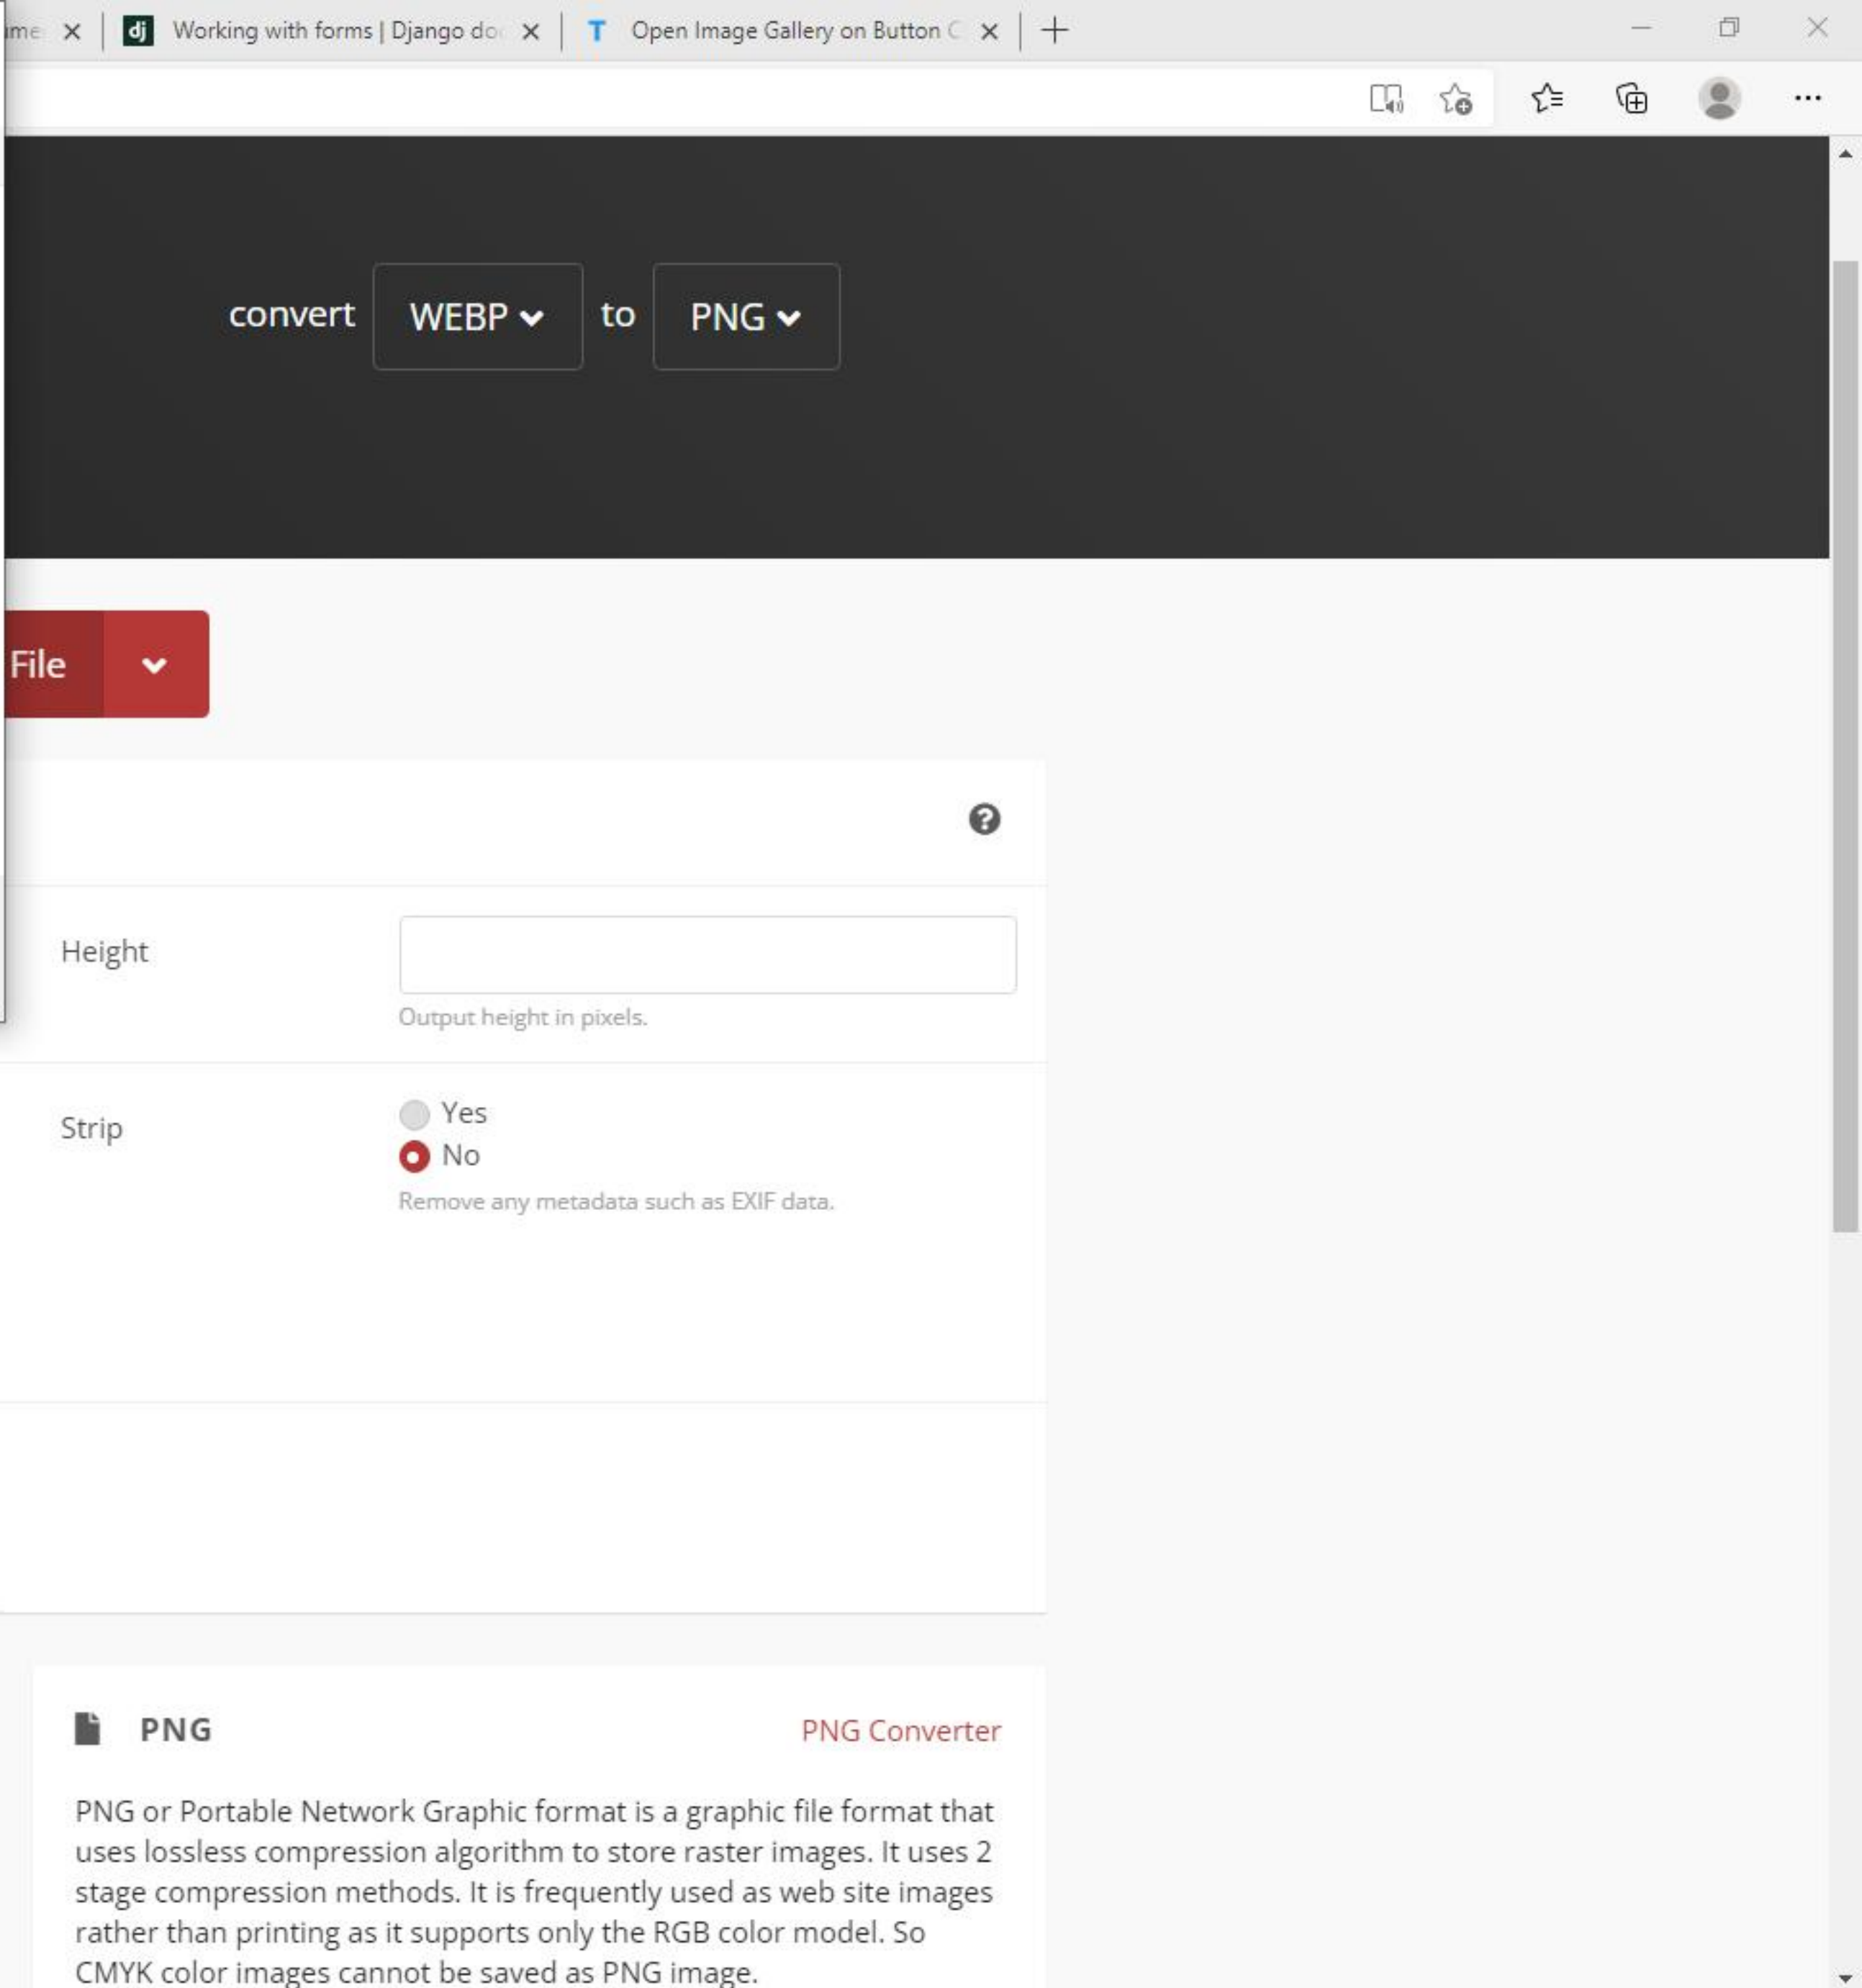 dj Working with forms | Django do
T Open Image Gallery on Button
convert WEBP to PNG
File
?
Height
Output height in pixels.
Strip
Yes
No
Remove any metadata such as EXIF data.
PNG
PNG Converter
PNG or Portable Network Graphic format is a graphic file format that
uses lossless compression algorithm to store raster images. It uses 2
stage compression methods. It is frequently used as web site images
rather than printing as it supports only the RGB color model. So
CMYK color images cannot be saved as PNG image.